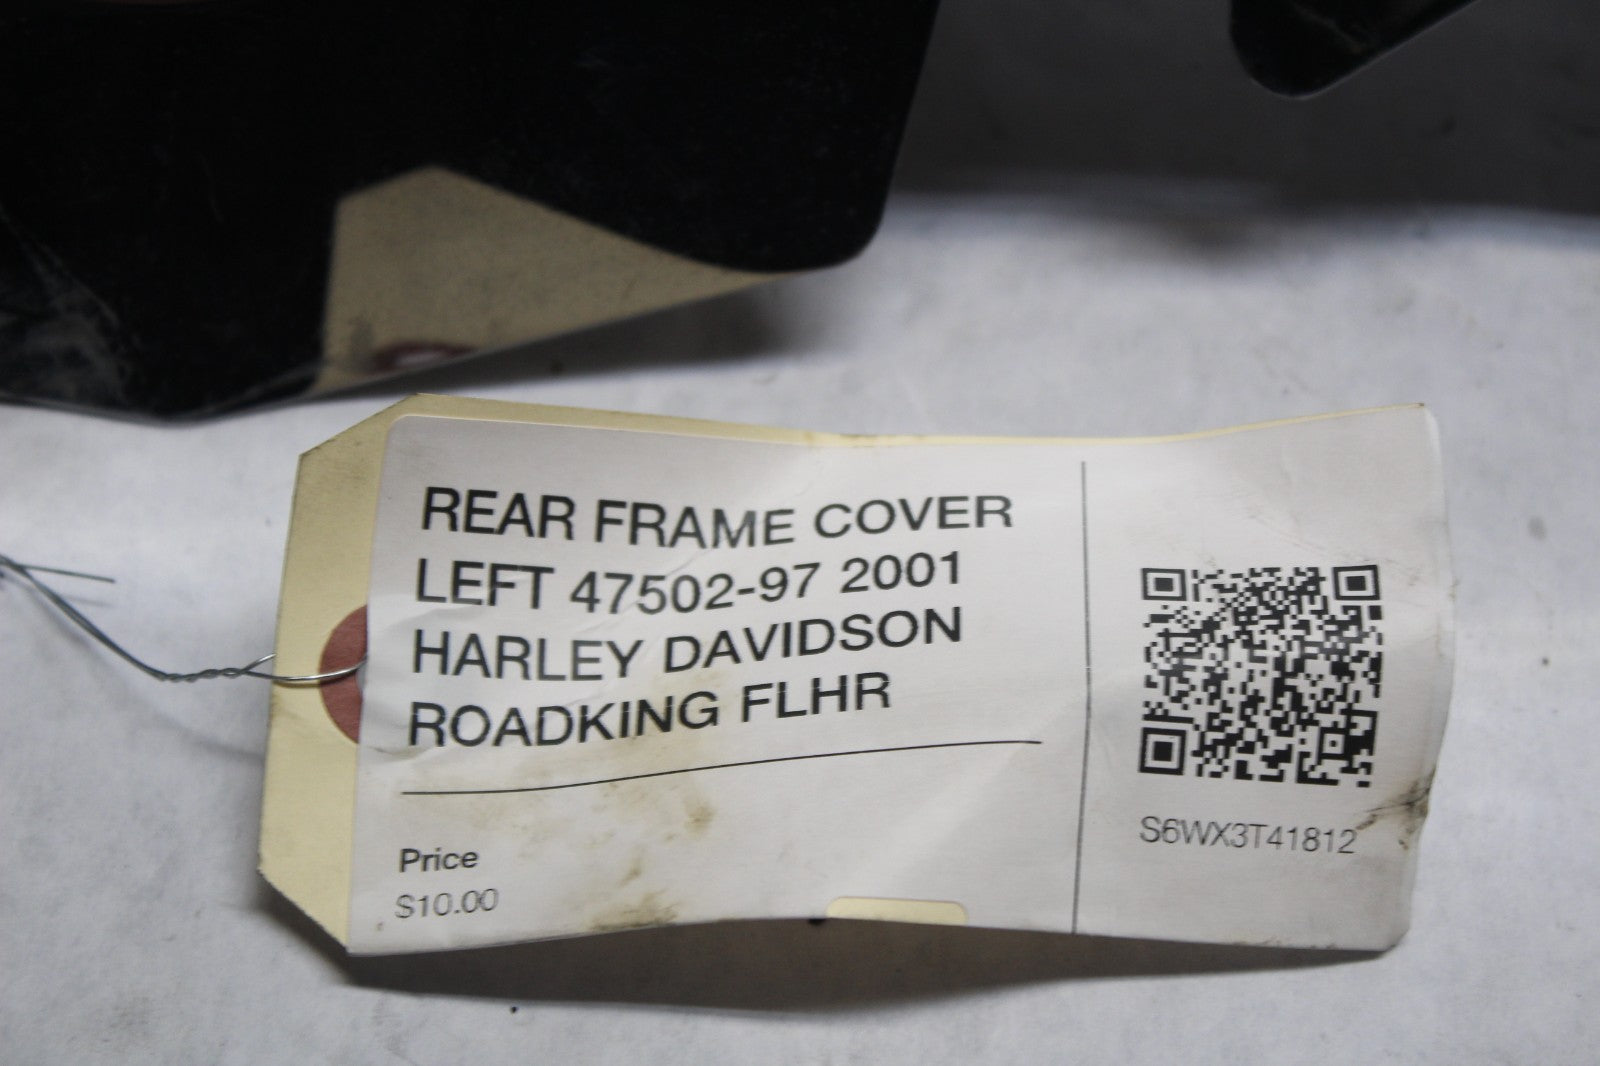 REAR FRAME COVER
LEFT 47502-97 2001
HARLEY DAVIDSON
ROADKING FLHR
Price
$10.00
S6WX3T41812